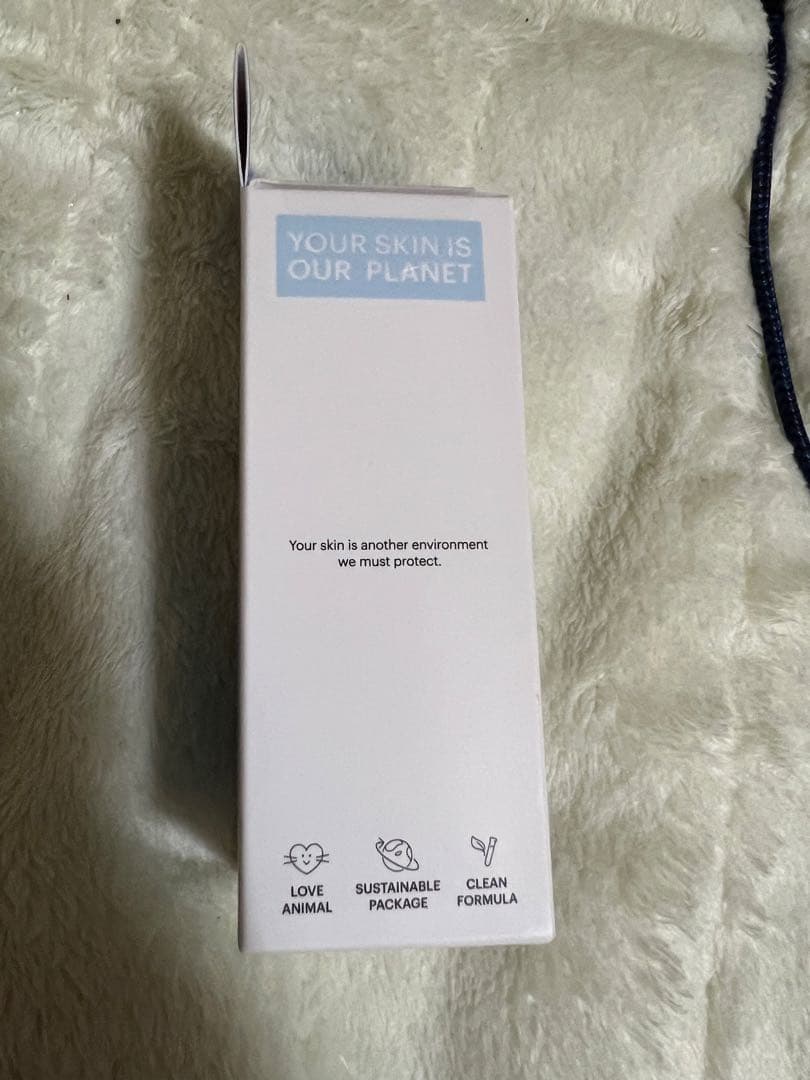 YOUR SKIN IS
OUR PLANET
Your skin is another environment
we must protect.
LOVE
ANIMAL
SUSTAINABLE
PACKAGE
CLEAN
FORMULA